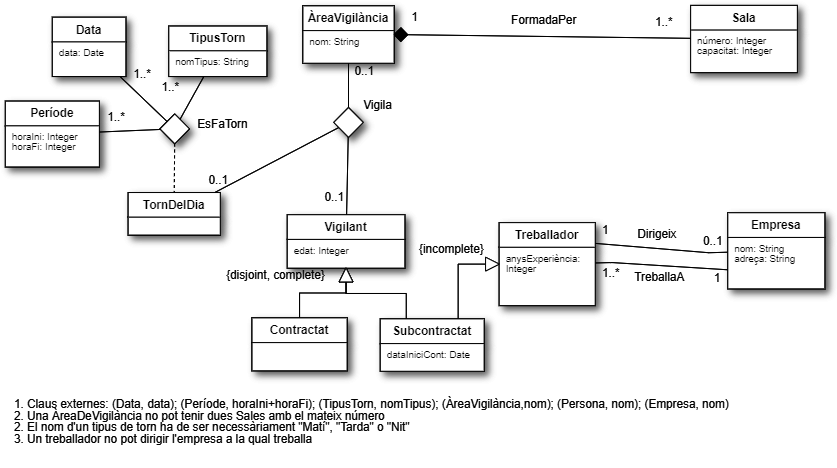 ÀreaVigilància
nom: String
1
FormadaPer
1..*
Sala
número: Integer
capacitat: Integer
Data
data: Date
TipusTorn
nomTipus: String
1..*
1..*
0..1
Període
horaIni: Integer
horaFi: Integer
1..*
EsFaTorn
Vigila
TornDelDia
0..1
0..1
Vigilant
edat: Integer
{disjoint, complete}
{incomplete}
Treballador
anysExperiència:
Integer
1
Dirigeix
0..1
1..*
TreballaA
1
Empresa
nom: String
adreça: String
Contractat
Subcontractat
dataIniciCont: Date
1. Claus externes: (Data, data); (Període, horaIni+horaFi); (TipusTorn, nomTipus); (ÀreaVigilància,nom); (Persona, nom); (Empresa, nom)
2. Una ÀreaDeVigilància no pot tenir dues Sales amb el mateix número
2. El nom d'un tipus de torn ha de ser necessàriament "Matí", "Tarda" o "Nit"
3. Un treballador no pot dirigir l'empresa a la qual treballa